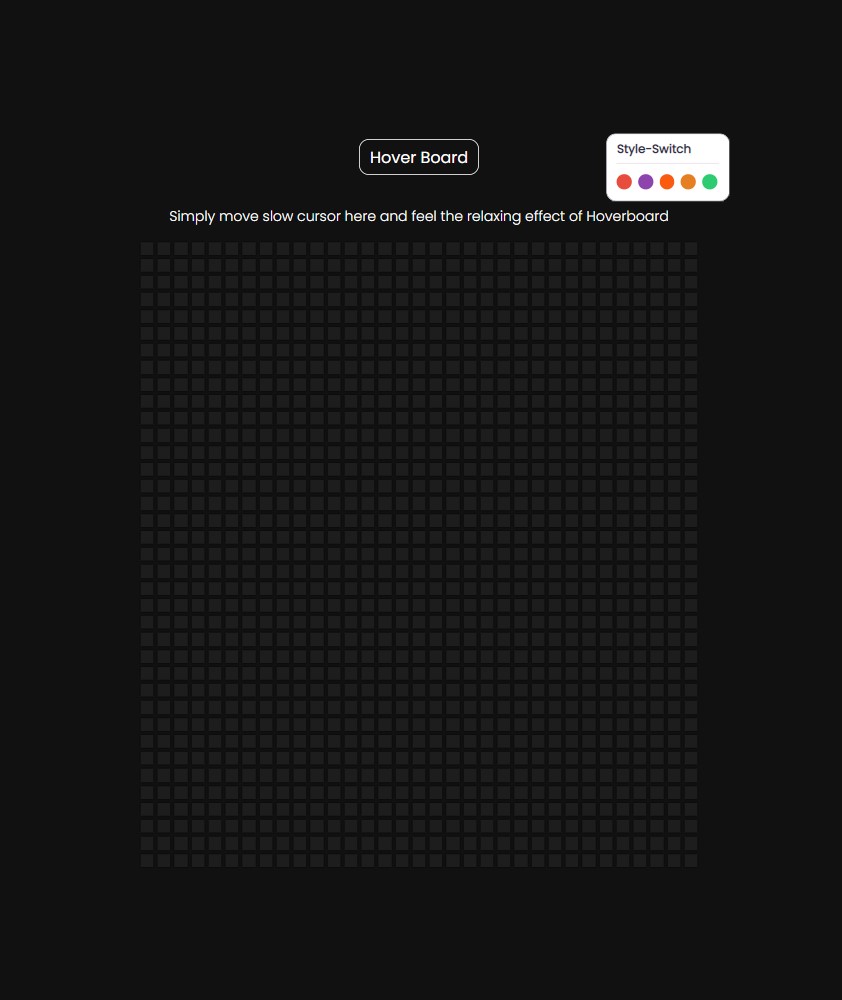 Hover Board
Style-Switch
Simply move slow cursor here and feel the relaxing effect of Hoverboard